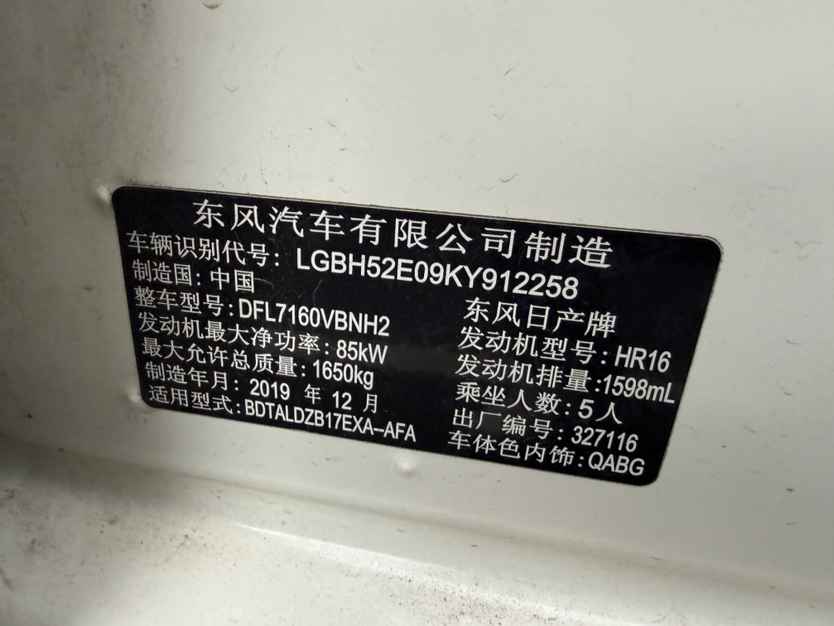 东风汽车有限公司制造
车辆识别代号: LGBH52E09KY912258
制造国: 中国 东风日产牌
整车型号: DFL7160VBNH2 发动机型号: HR16
发动机最大净功率: 85kW 发动机排量: 1598mL
最大允许总质量: 1650kg 乘坐人数: 5人
制造年月: 2019 年 12 月 出厂编号: 327116
适用型式: BDTALDZB17EXA--AFA 车体色内饰: QABG